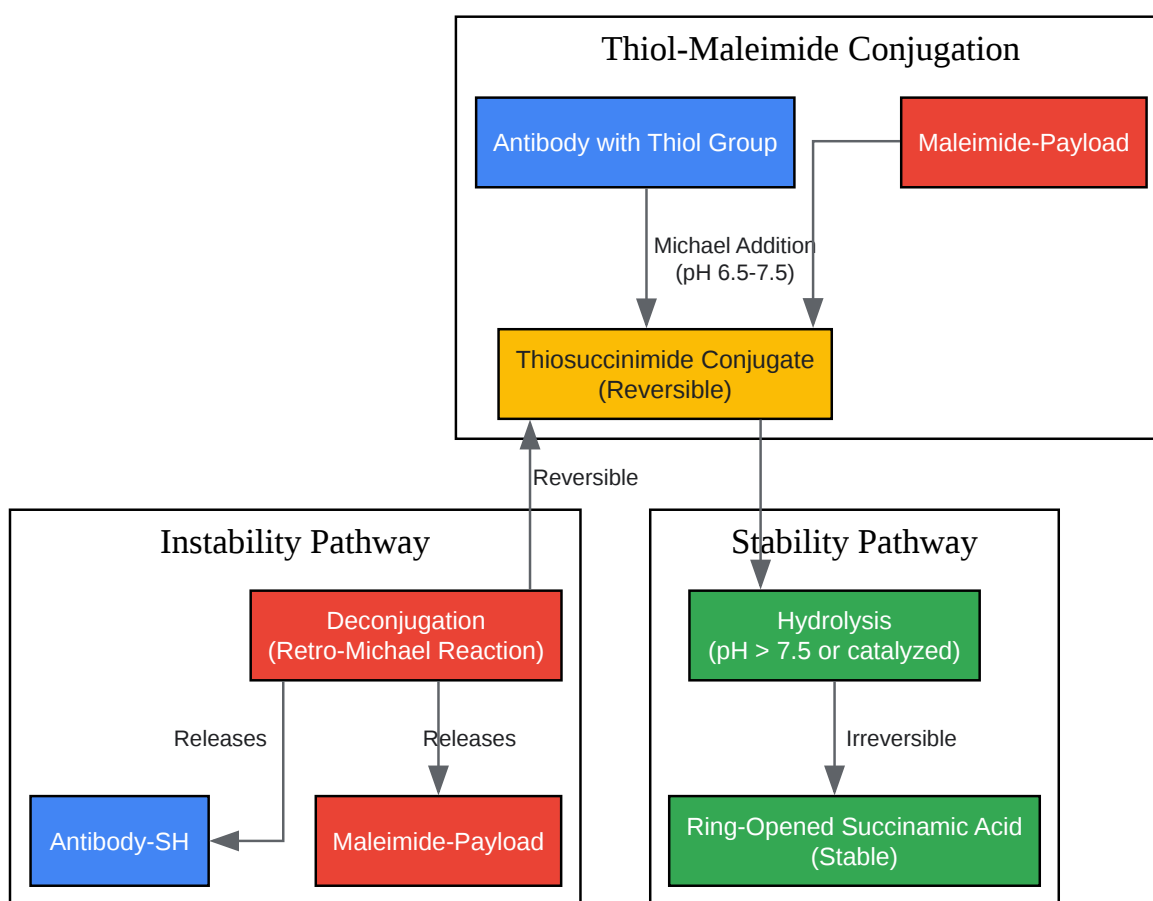 Thiol-Maleimide Conjugation
Antibody with Thiol Group
Maleimide-Payload
Michael Addition
(pH 6.5-7.5)
Thiosuccinimide Conjugate
(Reversible)
Reversible
Instability Pathway
Deconjugation
(Retro-Michael Reaction)
Releases
Releases
Antibody-SH
Maleimide-Payload
Stability Pathway
Hydrolysis
(pH > 7.5 or catalyzed)
Irreversible
Ring-Opened Succinamic Acid
(Stable)